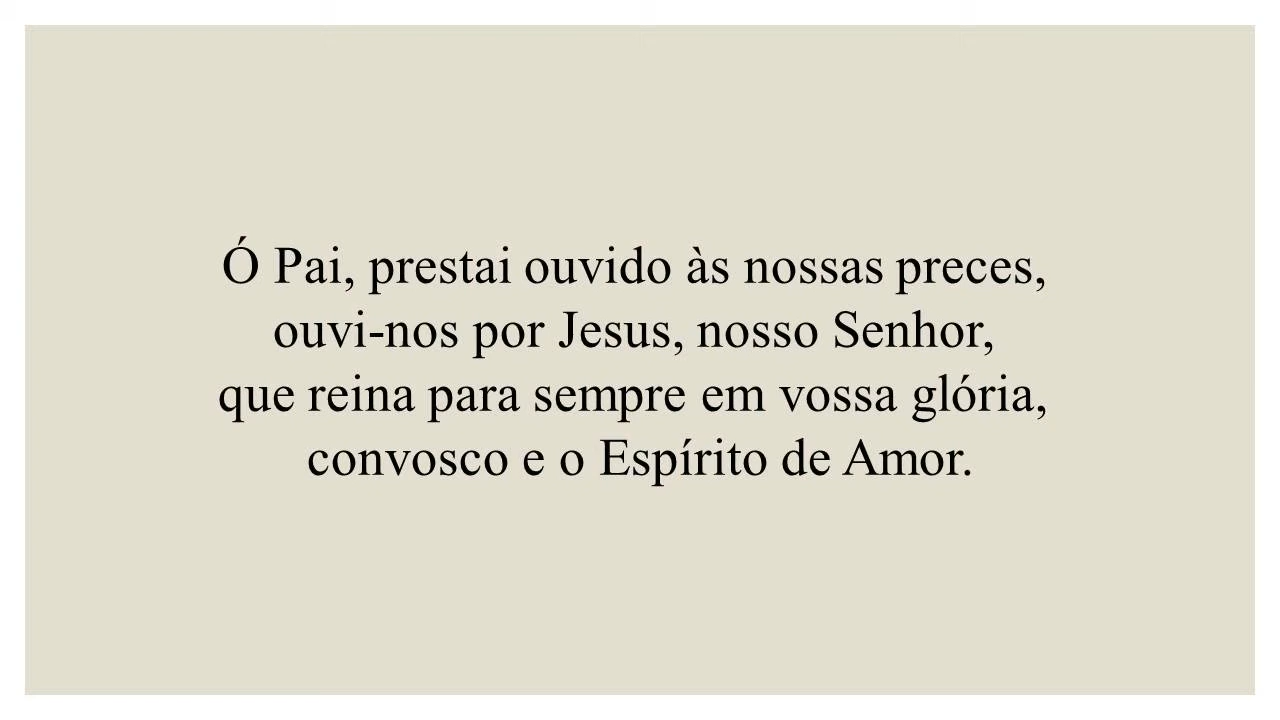 Ó Pai, prestai ouvido às nossas preces,
ouvi-nos por Jesus, nosso Senhor,
que reina para sempre em vossa glória,
convosco e o Espírito de Amor.